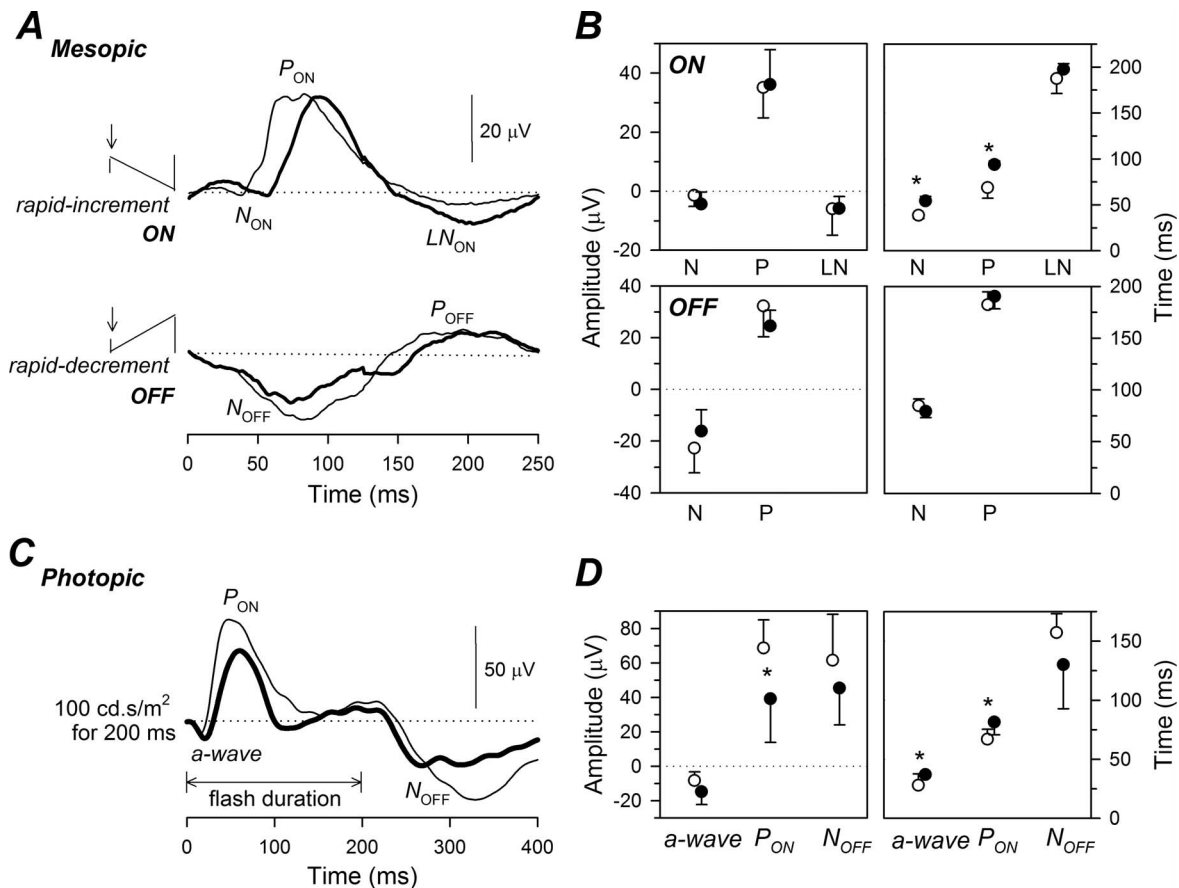 A
Mesopic
P_ON
20 μV
rapid-increment
ON
N_ON
LN_ON
P_OFF
rapid-decrement
OFF
N_OFF
0 50 100 150 200 250
Time (ms)
B
ON
40
20
0
-20
N P LN
Amplitude (μV)
*
*
200
150
100
50
0
N P LN
Time (ms)
OFF
40
20
0
-20
-40
N P
200
150
100
50
0
N P
C
Photopic
P_ON
50 μV
100 cd.s/m²
for 200 ms
a-wave
flash duration
N_OFF
0 100 200 300 400
Time (ms)
D
80
60
40
20
0
-20
Amplitude (μV)
*
a-wave P_ON N_OFF
*
*
150
100
50
0
Time (ms)
a-wave P_ON N_OFF